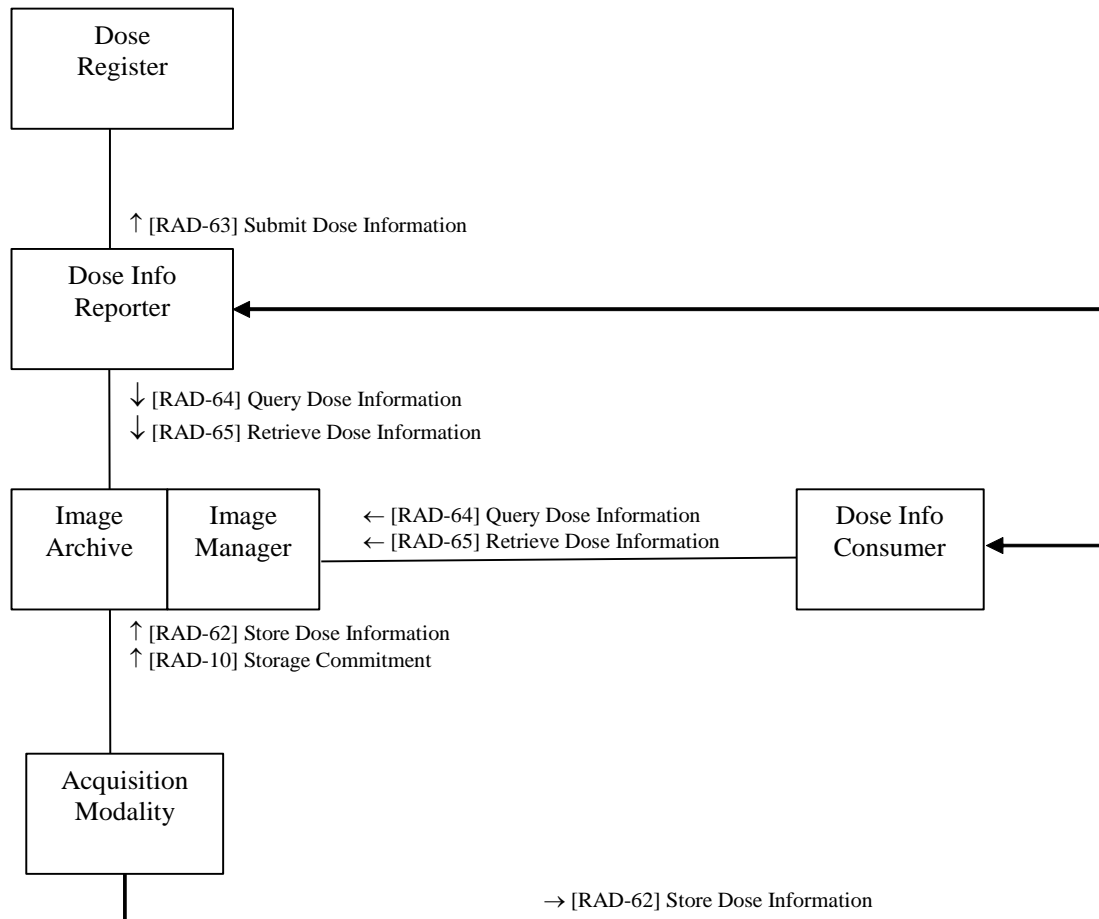 Dose
Register
↑ [RAD-63] Submit Dose Information
Dose Info
Reporter
↓ [RAD-64] Query Dose Information
↓ [RAD-65] Retrieve Dose Information
Image
Archive
Image
Manager
← [RAD-64] Query Dose Information
← [RAD-65] Retrieve Dose Information
Dose Info
Consumer
↑ [RAD-62] Store Dose Information
↑ [RAD-10] Storage Commitment
Acquisition
Modality
→ [RAD-62] Store Dose Information